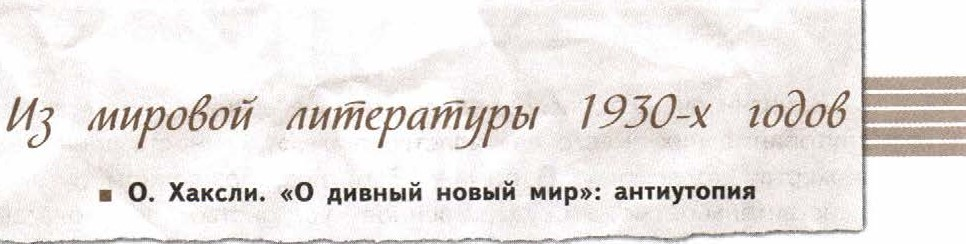 Из мировой литературы 1930-х годов
■ О. Хаксли. «О дивный новый мир»: антиутопия